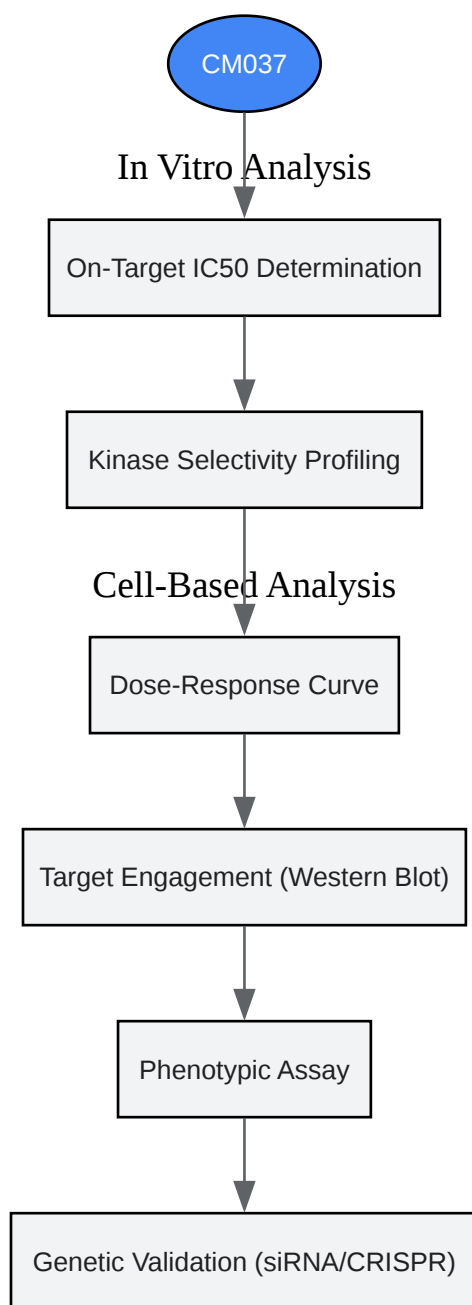 CM037
In Vitro Analysis
On-Target IC50 Determination
Kinase Selectivity Profiling
Cell-Based Analysis
Dose-Response Curve
Target Engagement (Western Blot)
Phenotypic Assay
Genetic Validation (siRNA/CRISPR)